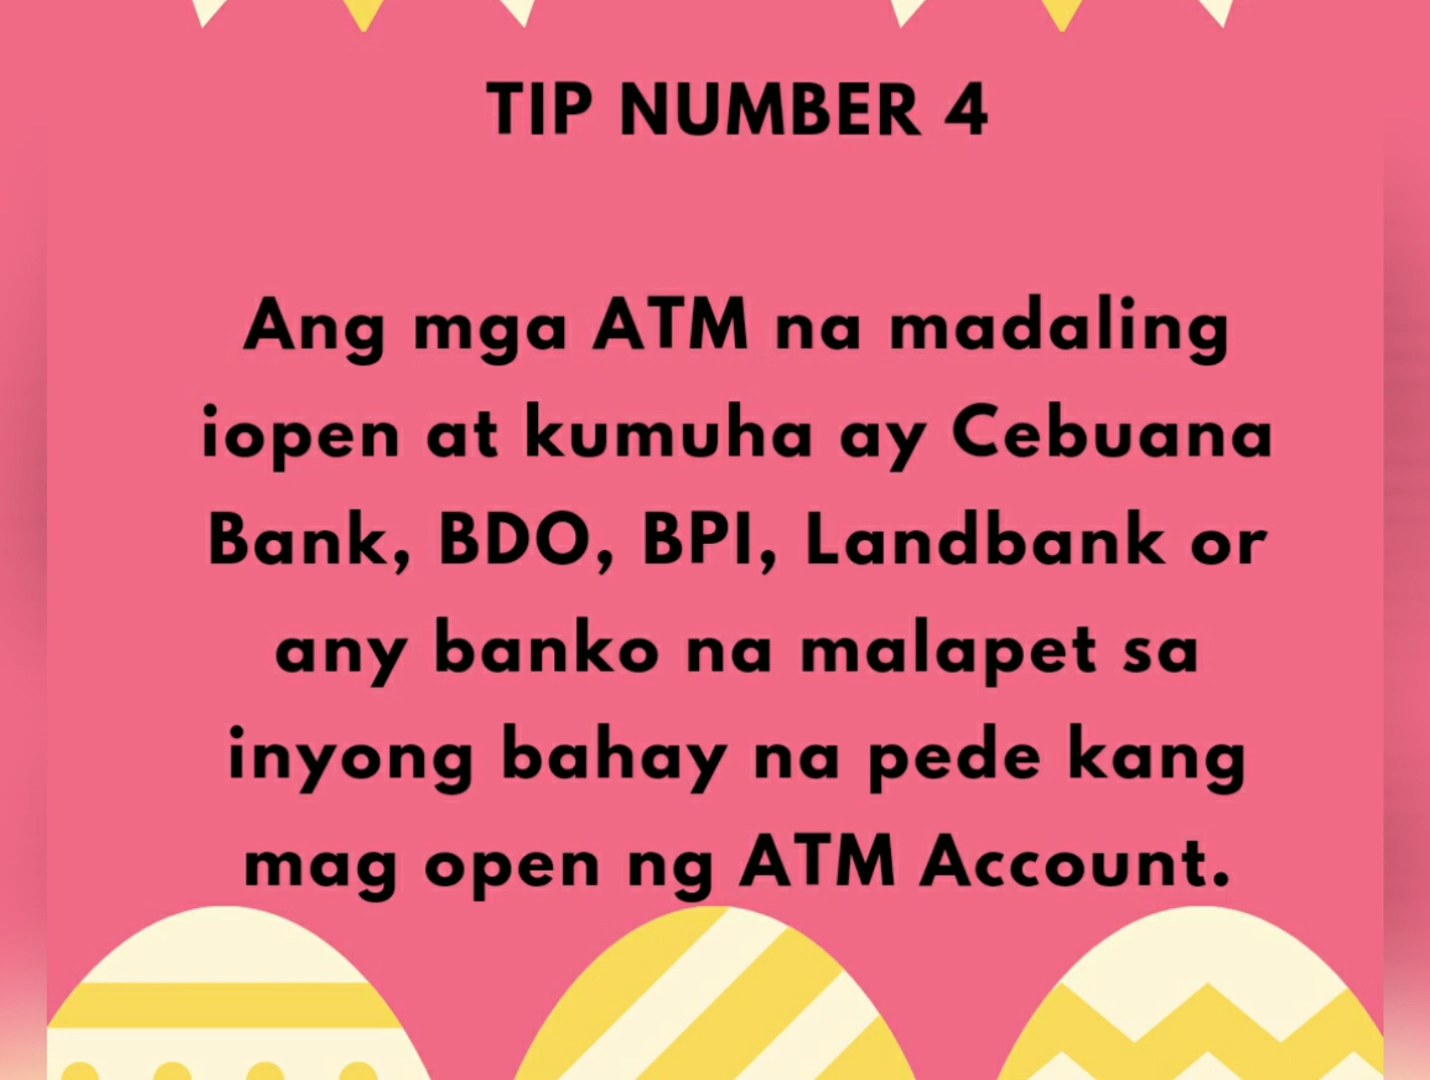 TIP NUMBER 4
Ang mga ATM na madaling
iopen at kumuha ay Cebuana
Bank, BDO, BPI, Landbank or
any banko na malapet sa
inyong bahay na pede kang
mag open ng ATM Account.